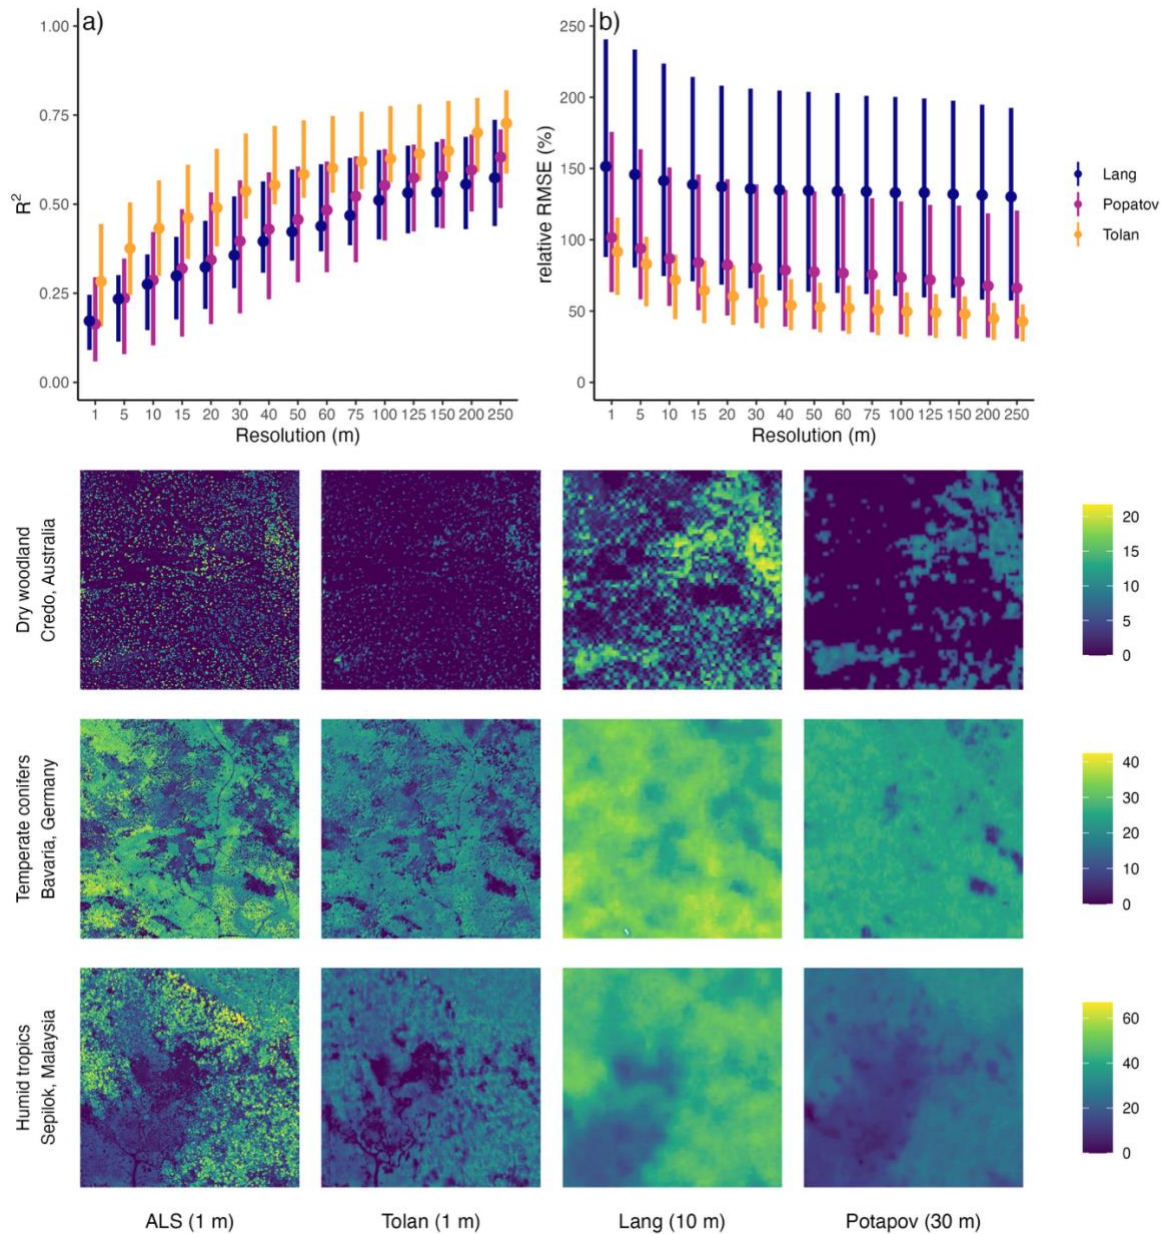 a)
1.00
0.75
0.50
0.25
0.00
R²
1 5 10 15 20 30 40 50 60 75 100 125 150 200 250
Resolution (m)
b)
250
200
150
100
50
0
relative RMSE (%)
1 5 10 15 20 30 40 50 60 75 100 125 150 200 250
Resolution (m)
Lang
Popatov
Tolan
Dry woodland
Credo, Australia
20
15
10
5
0
Temperate conifers
Bavaria, Germany
40
30
20
10
0
Humid tropics
Sepilok, Malaysia
60
40
20
0
ALS (1 m) Tolan (1 m) Lang (10 m) Potapov (30 m)